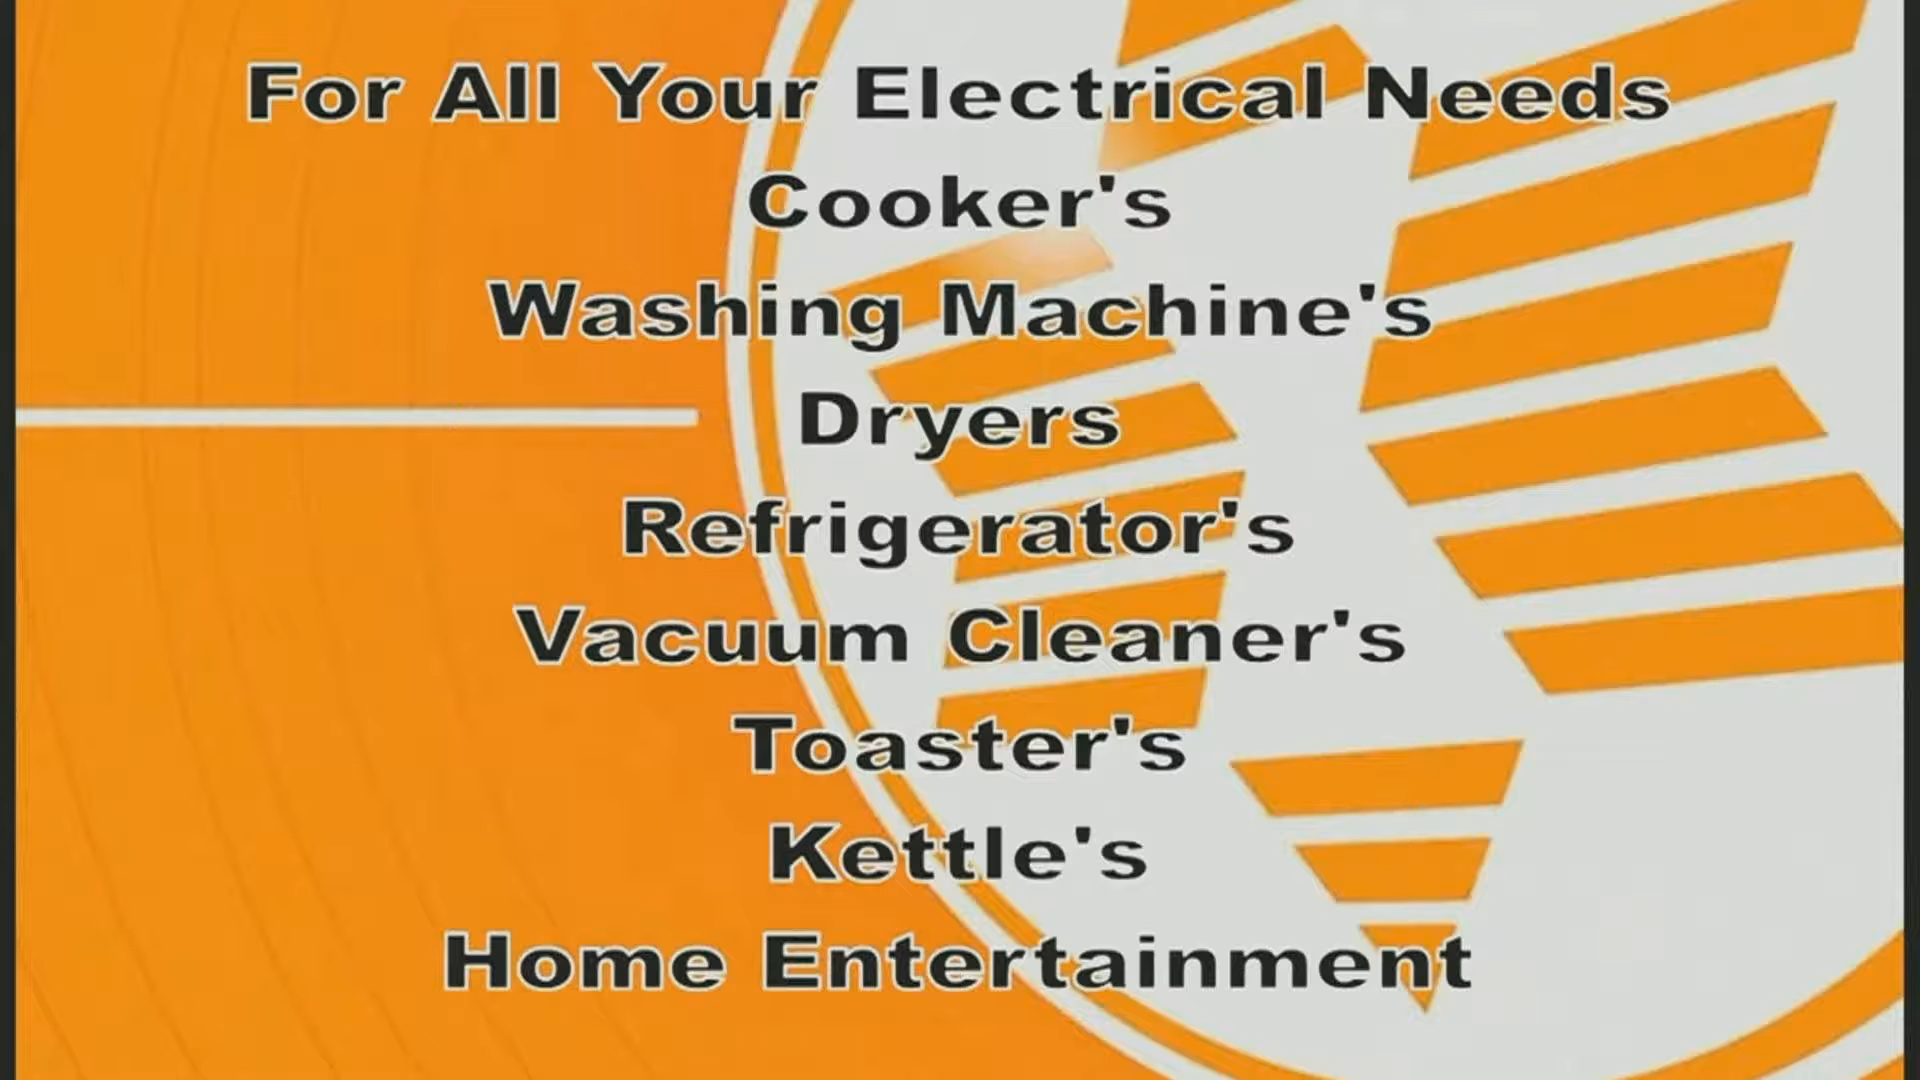 For All Your Electrical Needs
Cooker's
Washing Machine's
Dryers
Refrigerator's
Vacuum Cleaner's
Toaster's
Kettle's
Home Entertainment